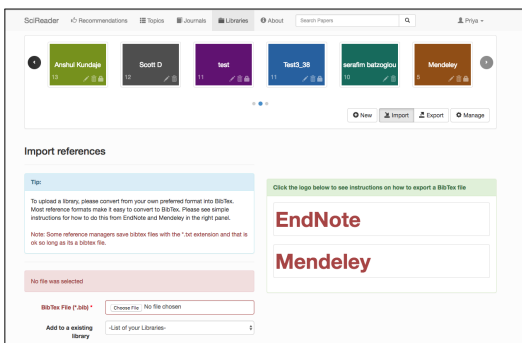 SciReader Recommendations Topics Journals Libraries About Search Papers Priya
Anshul Kundaje Scott D test Test3_38 serafim batzoglou Mendeley
12 12 11 11 10 5
New Import Export Manage
Import references
Tip:
To upload a library, please convert from your own preferred format into BibTex.
Most reference formats make it easy to convert to BibTex. Please see simple
instructions for how to do this from EndNote and Mendeley in the right panel.
Note: Some reference managers save bibtex files with the *.txt extension and that is
ok so long as its a bibtex file.
Click the logo below to see instructions on how to export a BibTex file
EndNote
Mendeley
No file was selected
BibTex File (*.bib) * Choose File No file chosen
Add to a existing -List of your Libraries-
library